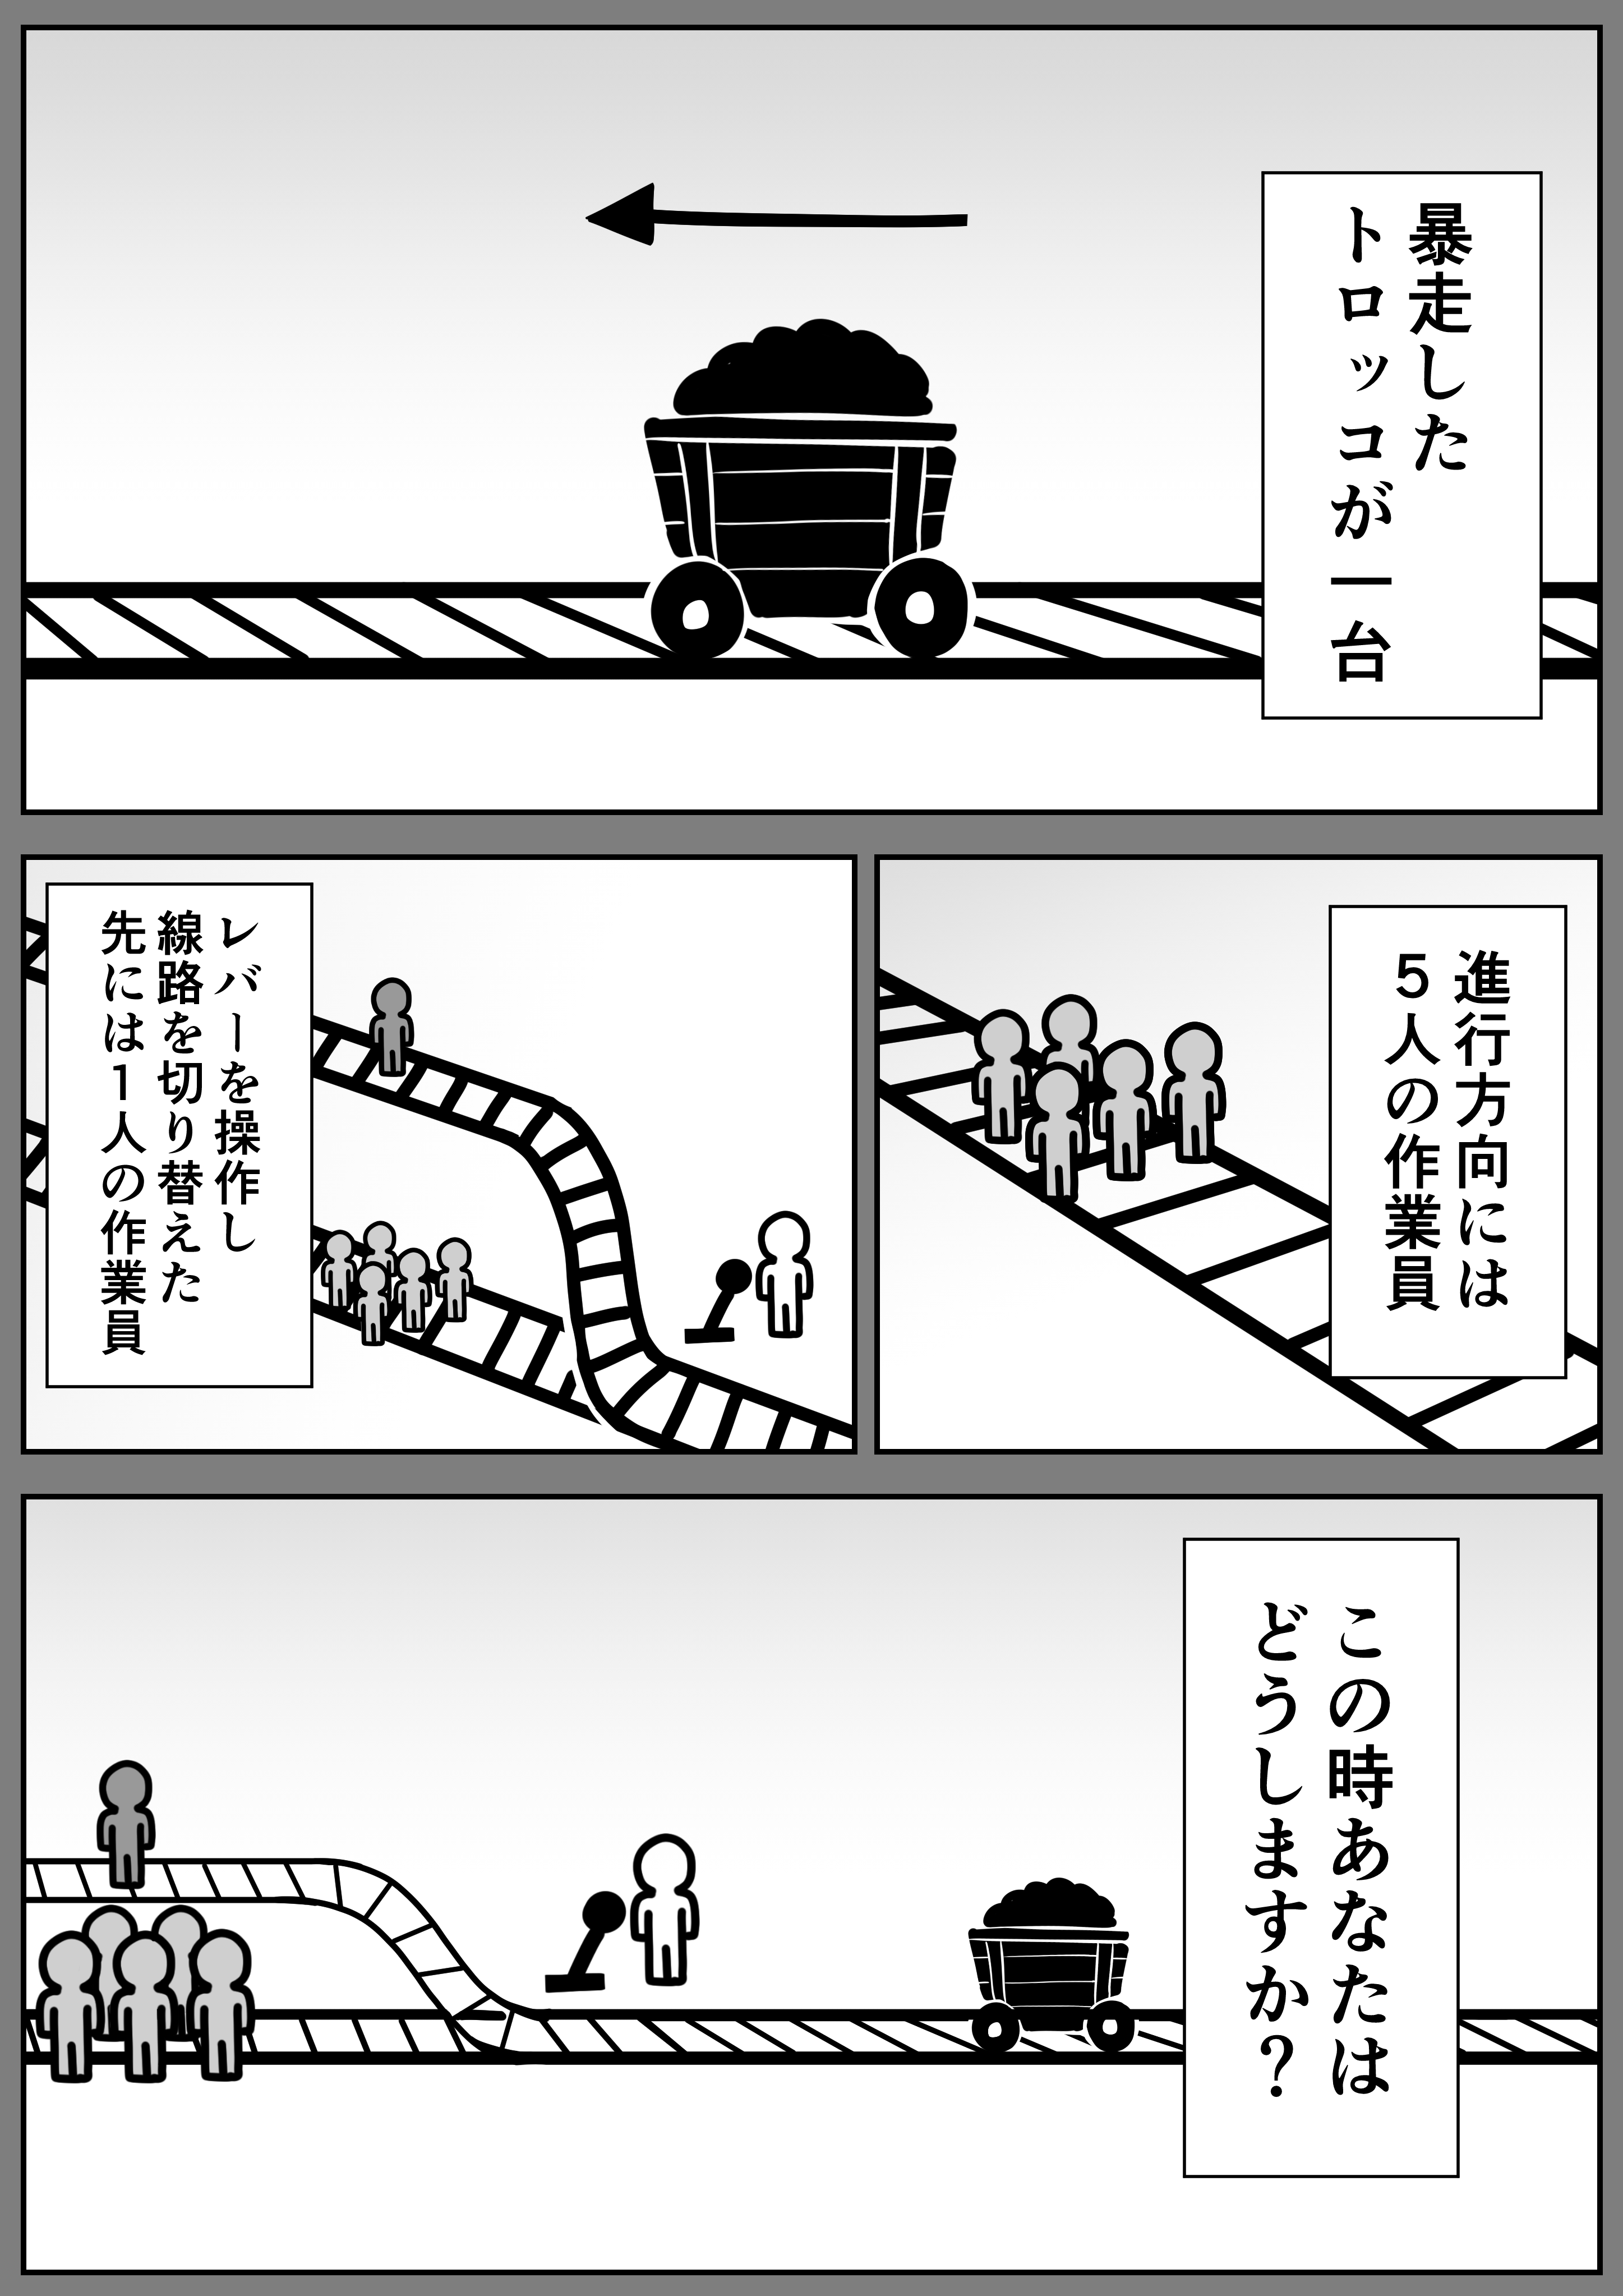 暴走した
トロッコが一台
進行方向には
５人の作業員
レバーを操作し
線路を切り替えた
先には１人の作業員
この時あなたは
どうしますか？